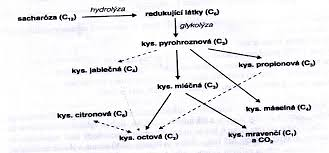 sacharóza (C₁₂)
hydrolýza
redukující látky (C₆)
glykolýza
kys. pyrohroznová (C₃)
kys. jablečná (C₄)
kys. propionová (C₃)
kys. mléčná (C₃)
kys. citronová (C₆)
kys. máselná (C₄)
kys. octová (C₂)
kys. mravenčí (C₁)
a CO₂